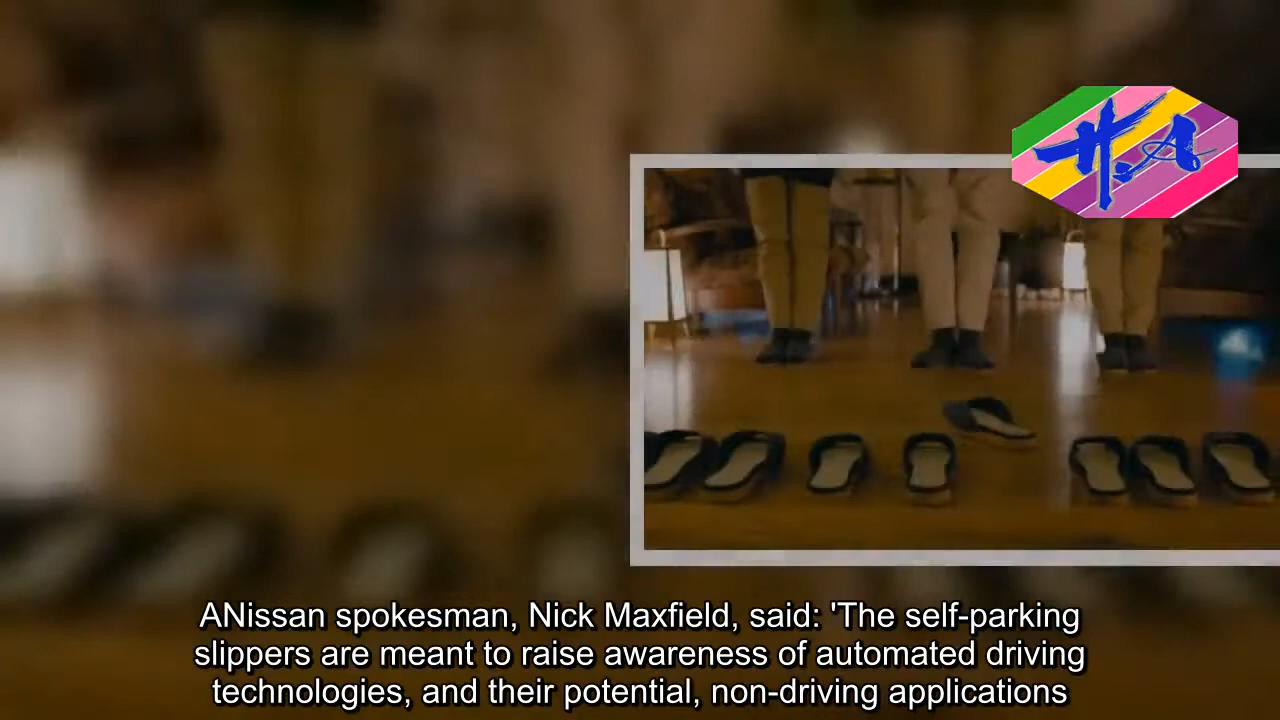 H.A
ANissan spokesman, Nick Maxfield, said: 'The self-parking
slippers are meant to raise awareness of automated driving
technologies, and their potential, non-driving applications